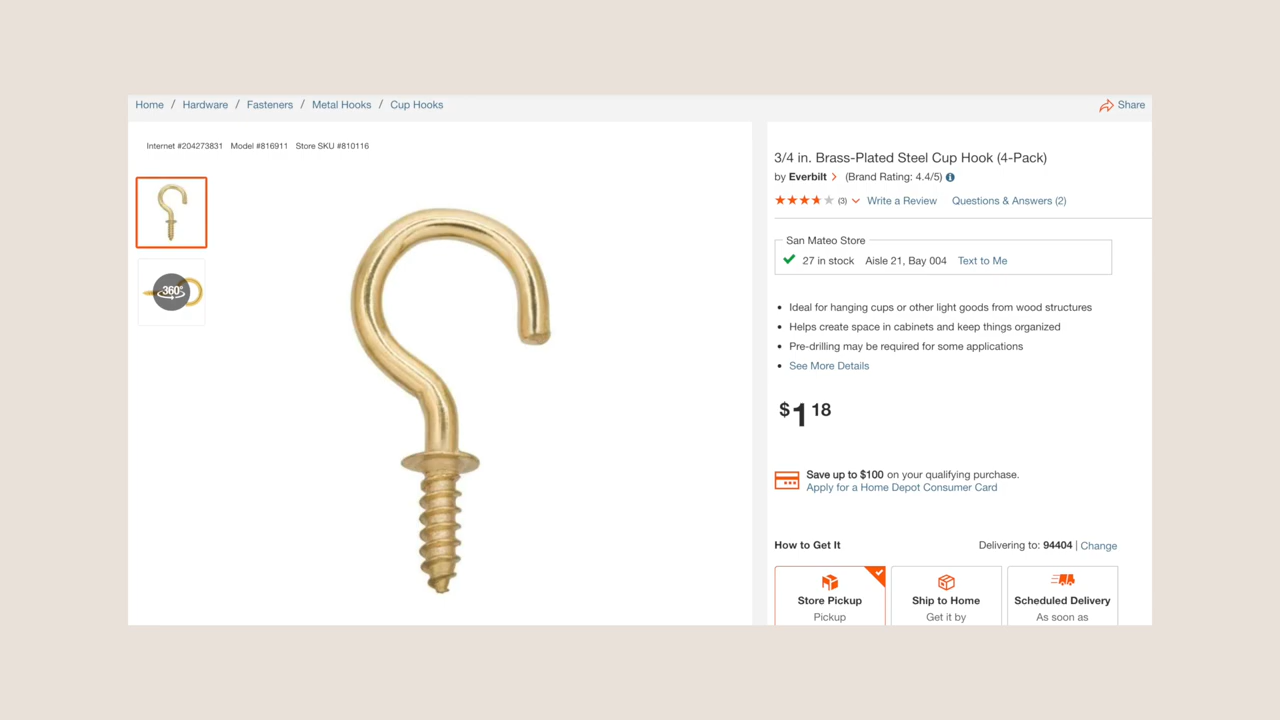 Home / Hardware / Fasteners / Metal Hooks / Cup Hooks
Share
Internet #204273831 Model #816911 Store SKU #810116
360°
3/4 in. Brass-Plated Steel Cup Hook (4-Pack)
by Everbilt (Brand Rating: 4.4/5)
(3) Write a Review Questions & Answers (2)
San Mateo Store
27 in stock Aisle 21, Bay 004 Text to Me
• Ideal for hanging cups or other light goods from wood structures
• Helps create space in cabinets and keep things organized
• Pre-drilling may be required for some applications
• See More Details
$1 18
Save up to $100 on your qualifying purchase.
Apply for a Home Depot Consumer Card
How to Get It
Delivering to: 94404 | Change
Store Pickup
Pickup
Ship to Home
Get it by
Scheduled Delivery
As soon as